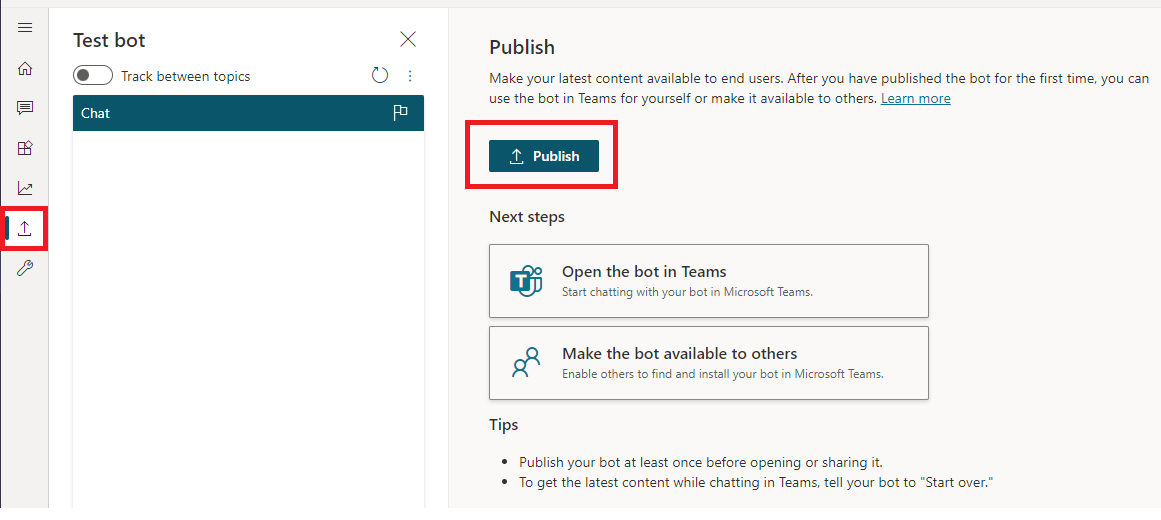 Test bot
Track between topics
Chat
Publish
Make your latest content available to end users. After you have published the bot for the first time, you can
use the bot in Teams for yourself or make it available to others. Learn more
Publish
Next steps
Open the bot in Teams
Start chatting with your bot in Microsoft Teams.
Make the bot available to others
Enable others to find and install your bot in Microsoft Teams.
Tips
• Publish your bot at least once before opening or sharing it.
• To get the latest content while chatting in Teams, tell your bot to "Start over."